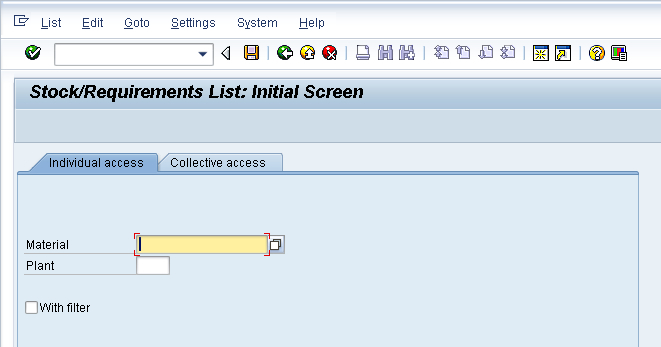 List Edit Goto Settings System Help
Stock/Requirements List: Initial Screen
Individual access Collective access
Material
Plant
With filter